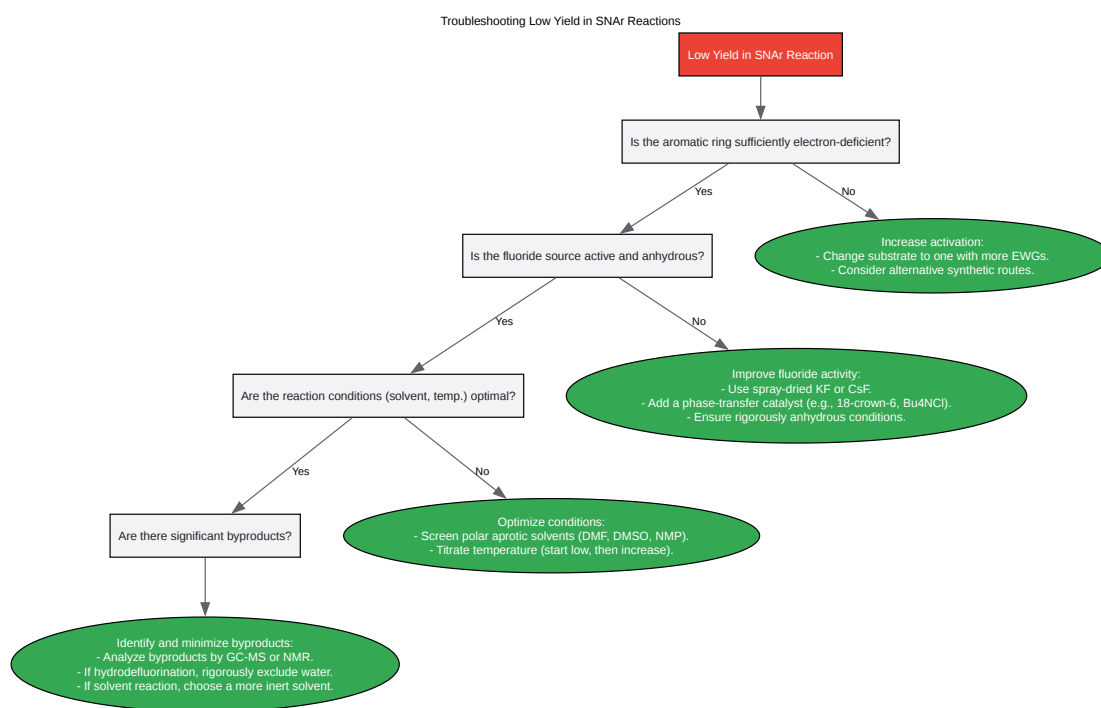 Troubleshooting Low Yield in SNAr Reactions
Low Yield in SNAr Reaction
Is the aromatic ring sufficiently electron-deficient?
Yes
No
Increase activation:
- Change substrate to one with more EWGs.
- Consider alternative synthetic routes.
Is the fluoride source active and anhydrous?
Yes
No
Improve fluoride activity:
- Use spray-dried KF or CsF.
- Add a phase-transfer catalyst (e.g., 18-crown-6, Bu4NCl).
- Ensure rigorously anhydrous conditions.
Are the reaction conditions (solvent, temp.) optimal?
Yes
No
Optimize conditions:
- Screen polar aprotic solvents (DMF, DMSO, NMP).
- Titrate temperature (start low, then increase).
Are there significant byproducts?
Identify and minimize byproducts:
- Analyze byproducts by GC-MS or NMR.
- If hydrodefluorination, rigorously exclude water.
- If solvent reaction, choose a more inert solvent.